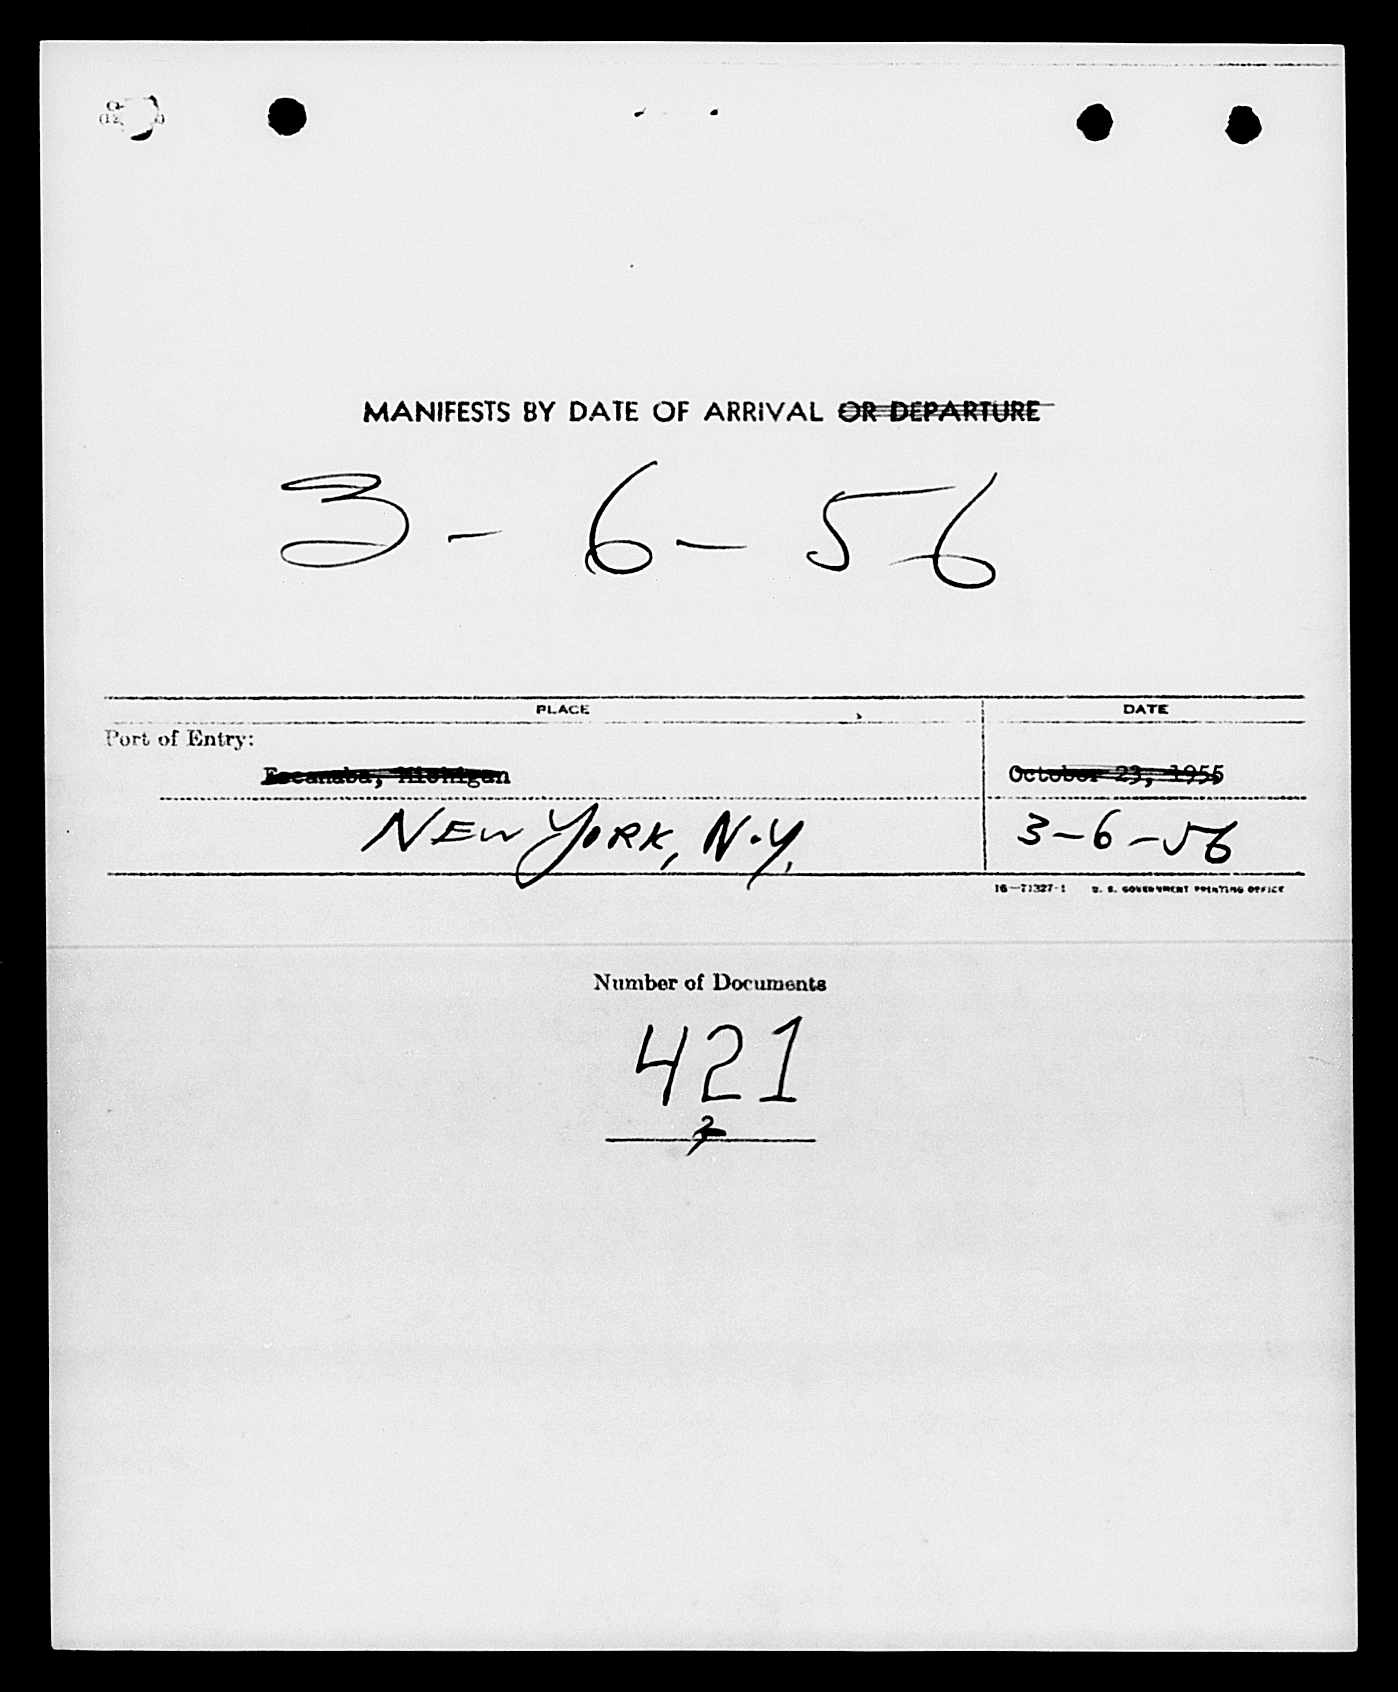 MANIFESTS BY DATE OF ARRIVAL OR DEPARTURE
3-6-56
PLACE DATE
Port of Entry:
Escanaba, Michigan October 23, 1955
NEW YORK, N.Y. 3-6-56
16—71327-1 U. S. GOVERNMENT PRINTING OFFICE
Number of Documents
421